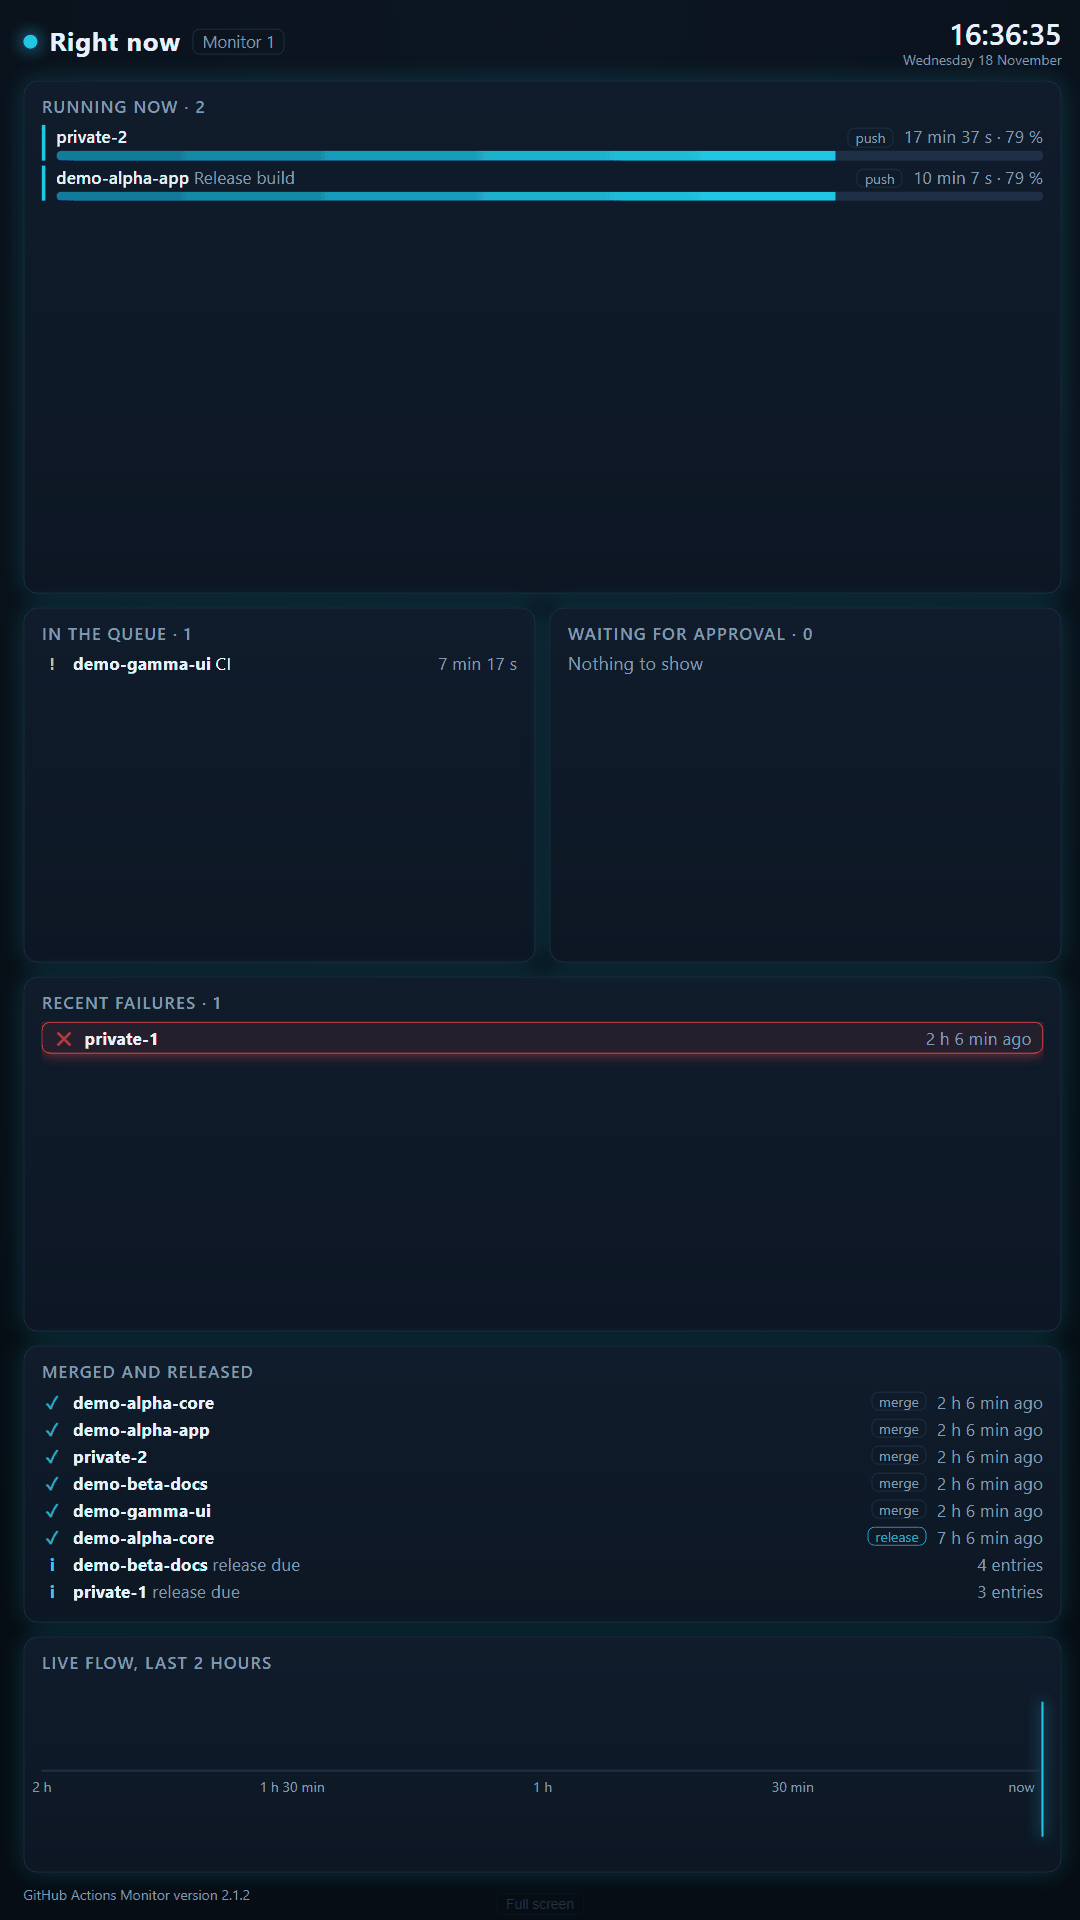 Right now Monitor 1
16:36:35
Wednesday 18 November
RUNNING NOW · 2
private-2 push 17 min 37 s · 79 %
demo-alpha-app Release build push 10 min 7 s · 79 %
IN THE QUEUE · 1
! demo-gamma-ui CI 7 min 17 s
WAITING FOR APPROVAL · 0
Nothing to show
RECENT FAILURES · 1
✕ private-1 2 h 6 min ago
MERGED AND RELEASED
✓ demo-alpha-core merge 2 h 6 min ago
✓ demo-alpha-app merge 2 h 6 min ago
✓ private-2 merge 2 h 6 min ago
✓ demo-beta-docs merge 2 h 6 min ago
✓ demo-gamma-ui merge 2 h 6 min ago
✓ demo-alpha-core release 7 h 6 min ago
i demo-beta-docs release due 4 entries
i private-1 release due 3 entries
LIVE FLOW, LAST 2 HOURS
2 h 1 h 30 min 1 h 30 min now
GitHub Actions Monitor version 2.1.2
Full screen